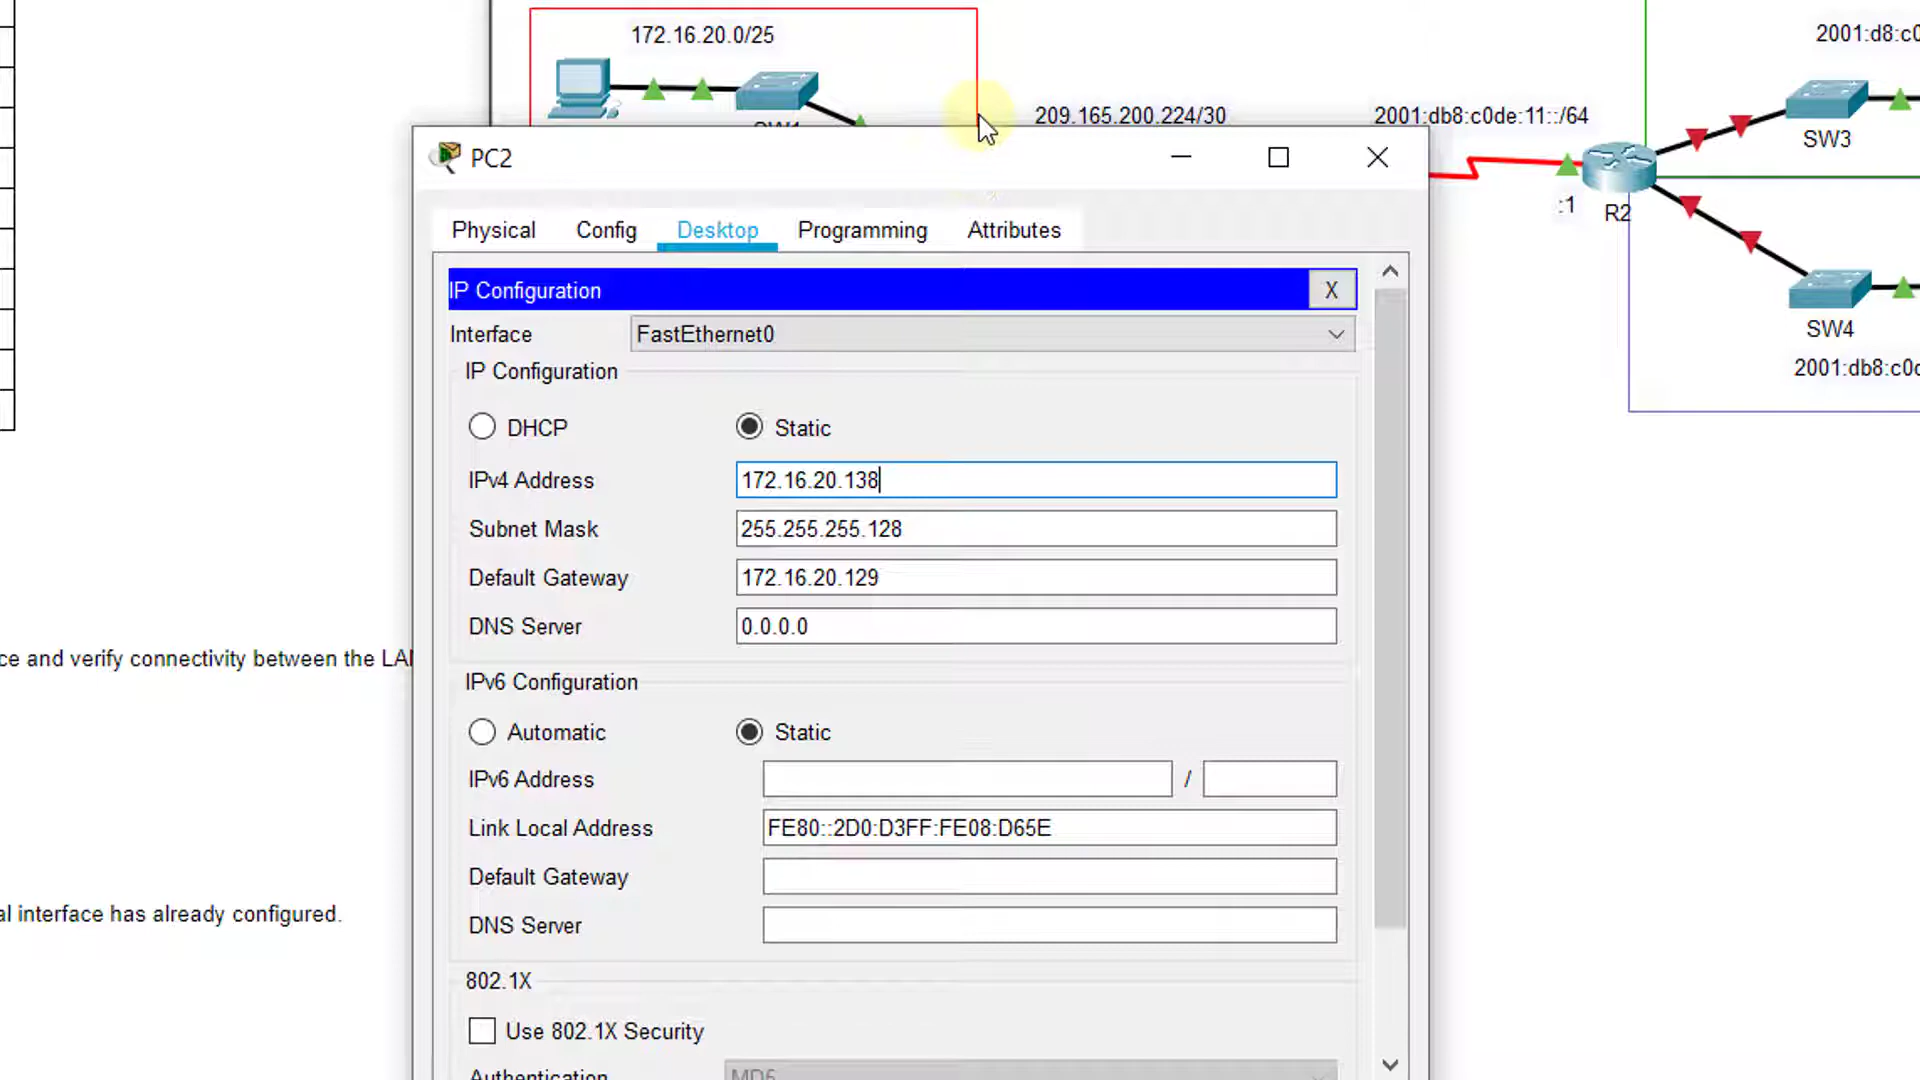 172.16.20.0/25
2001:d8:c0
209.165.200.224/30
2001:db8:c0de:11::/64
SW3
PC2
:1
R2
Physical
Config
Desktop
Programming
Attributes
IP Configuration
X
Interface
FastEthernet0
SW4
2001:db8:c0d
IP Configuration
DHCP
Static
IPv4 Address
172.16.20.138
Subnet Mask
255.255.255.128
Default Gateway
172.16.20.129
DNS Server
0.0.0.0
ce and verify connectivity between the LA
IPv6 Configuration
Automatic
Static
IPv6 Address
/
Link Local Address
FE80::2D0:D3FF:FE08:D65E
Default Gateway
al interface has already configured.
DNS Server
802.1X
Use 802.1X Security
Authentication
MD5